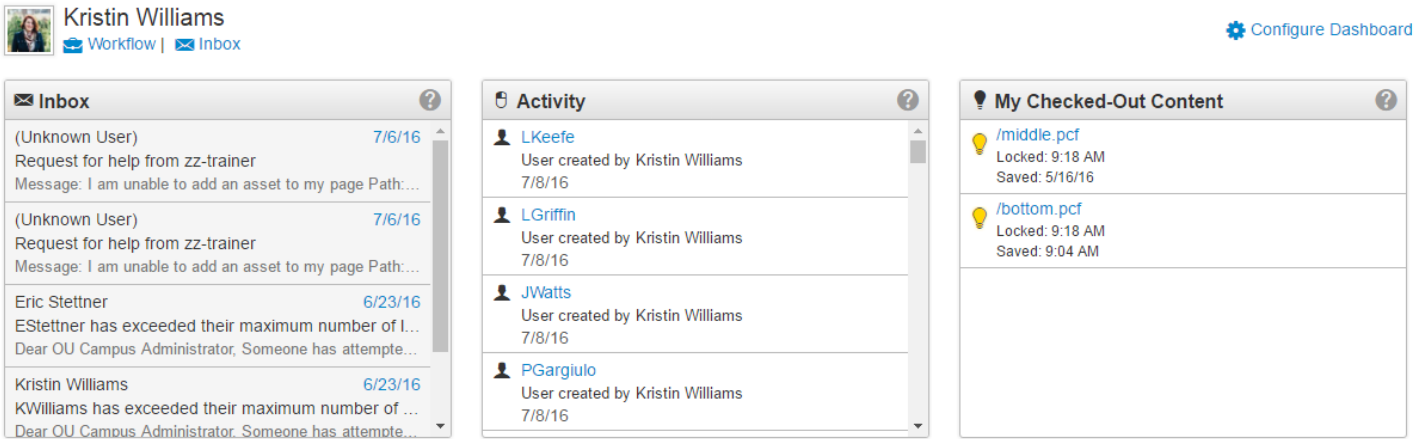 Kristin Williams
Workflow | Inbox
Configure Dashboard
Inbox
(Unknown User) 7/6/16
Request for help from zz-trainer
Message: I am unable to add an asset to my page Path:...
(Unknown User) 7/6/16
Request for help from zz-trainer
Message: I am unable to add an asset to my page Path:...
Eric Stettner 6/23/16
EStettner has exceeded their maximum number of l...
Dear OU Campus Administrator, Someone has attempte...
Kristin Williams 6/23/16
KWilliams has exceeded their maximum number of ...
Dear OU Campus Administrator, Someone has attempte...
Activity
LKeefe
User created by Kristin Williams
7/8/16
LGriffin
User created by Kristin Williams
7/8/16
JWatts
User created by Kristin Williams
7/8/16
PGargiulo
User created by Kristin Williams
7/8/16
My Checked-Out Content
/middle.pcf
Locked: 9:18 AM
Saved: 5/16/16
/bottom.pcf
Locked: 9:18 AM
Saved: 9:04 AM